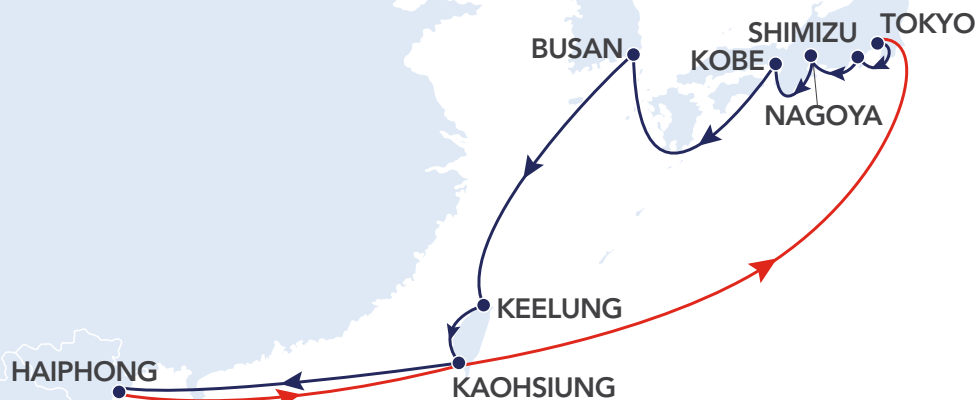 TOKYO
SHIMIZU
BUSAN
KOBE
NAGOYA
KEELUNG
HAIPHONG
KAOHSIUNG